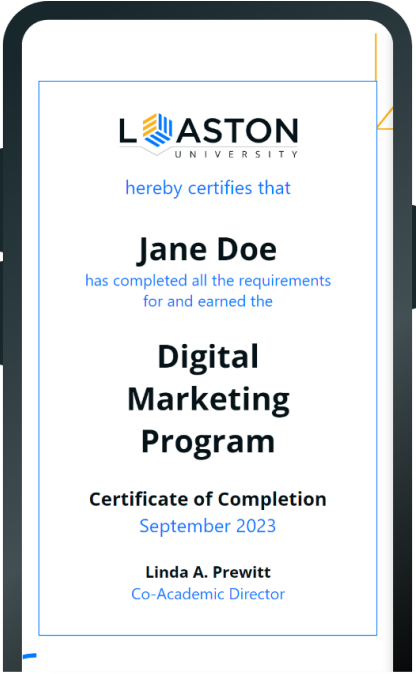 LEASTON
UNIVERSITY
hereby certifies that
Jane Doe
has completed all the requirements
for and earned the
Digital
Marketing
Program
Certificate of Completion
September 2023
Linda A. Prewitt
Co-Academic Director